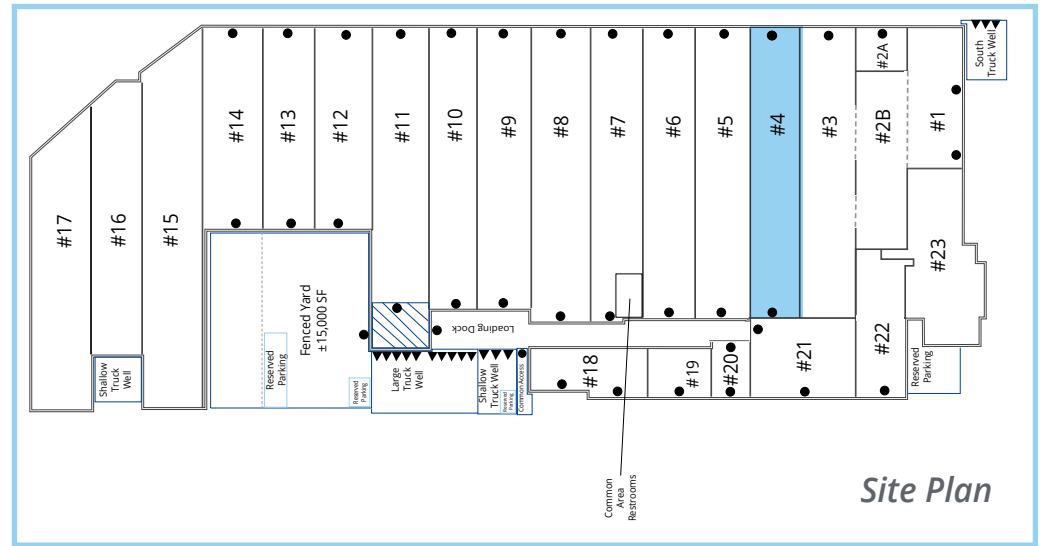 #17
#16
#15
#14
#13
#12
#11
#10
#9
#8
#7
#6
#5
#4
#3
#2A
#2B
#1
South
Truck Well
#23
#22
#21
#20
#19
#18
Fenced Yard
±15,000 SF
Reserved
Parking
Reserved
Parking
Shallow
Truck
Well
Large
Truck
Well
Shallow
Truck Well
Reserved
Parking
Common Access
Loading Dock
Reserved
Parking
Common
Area
Restrooms
Site Plan